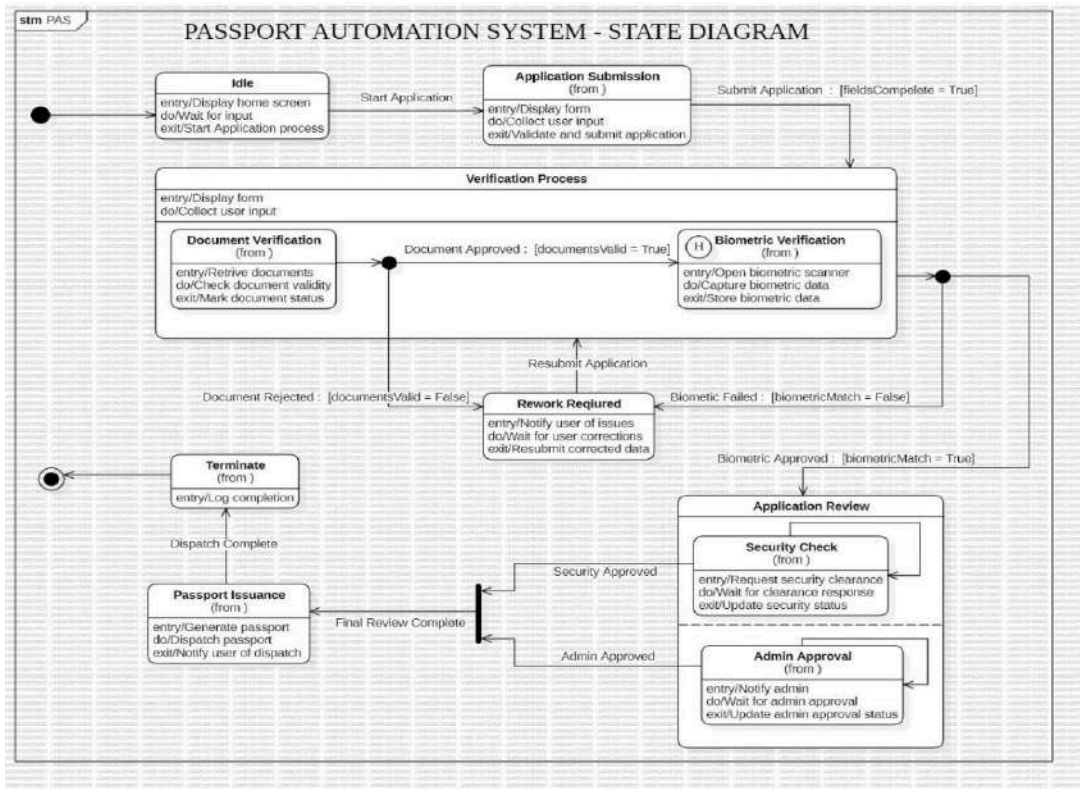 stm PAS
PASSPORT AUTOMATION SYSTEM - STATE DIAGRAM
Idle
entry/Display home screen
do/Wait for input
exit/Start Application process
Start Application
Application Submission
(from )
entry/Display form
do/Collect user input
exit/Validate and submit application
Submit Application : [fieldsCompelete = True]
Verification Process
entry/Display form
do/Collect user input
Document Verification
(from )
entry/Retrive documents
do/Check document validity
exit/Mark document status
Document Approved : [documentsValid = True]
H
Biometric Verification
(from )
entry/Open biometric scanner
do/Capture biometric data
exit/Store biometric data
Resubmit Application
Document Rejected : [documentsValid = False]
Rework Reqiured
entry/Notify user of issues
do/Wait for user corrections
exit/Resubmit corrected data
Biometic Failed : [biometricMatch = False]
Biometric Approved : [biometricMatch = True]
Terminate
(from )
entry/Log completion
Dispatch Complete
Passport Issuance
(from )
entry/Generate passport
do/Dispatch passport
exit/Notify user of dispatch
Final Review Complete
Security Approved
Admin Approved
Application Review
Security Check
(from )
entry/Request security clearance
do/Wait for clearance response
exit/Update security status
Admin Approval
(from )
entry/Notify admin
do/Wait for admin approval
exit/Update admin approval status